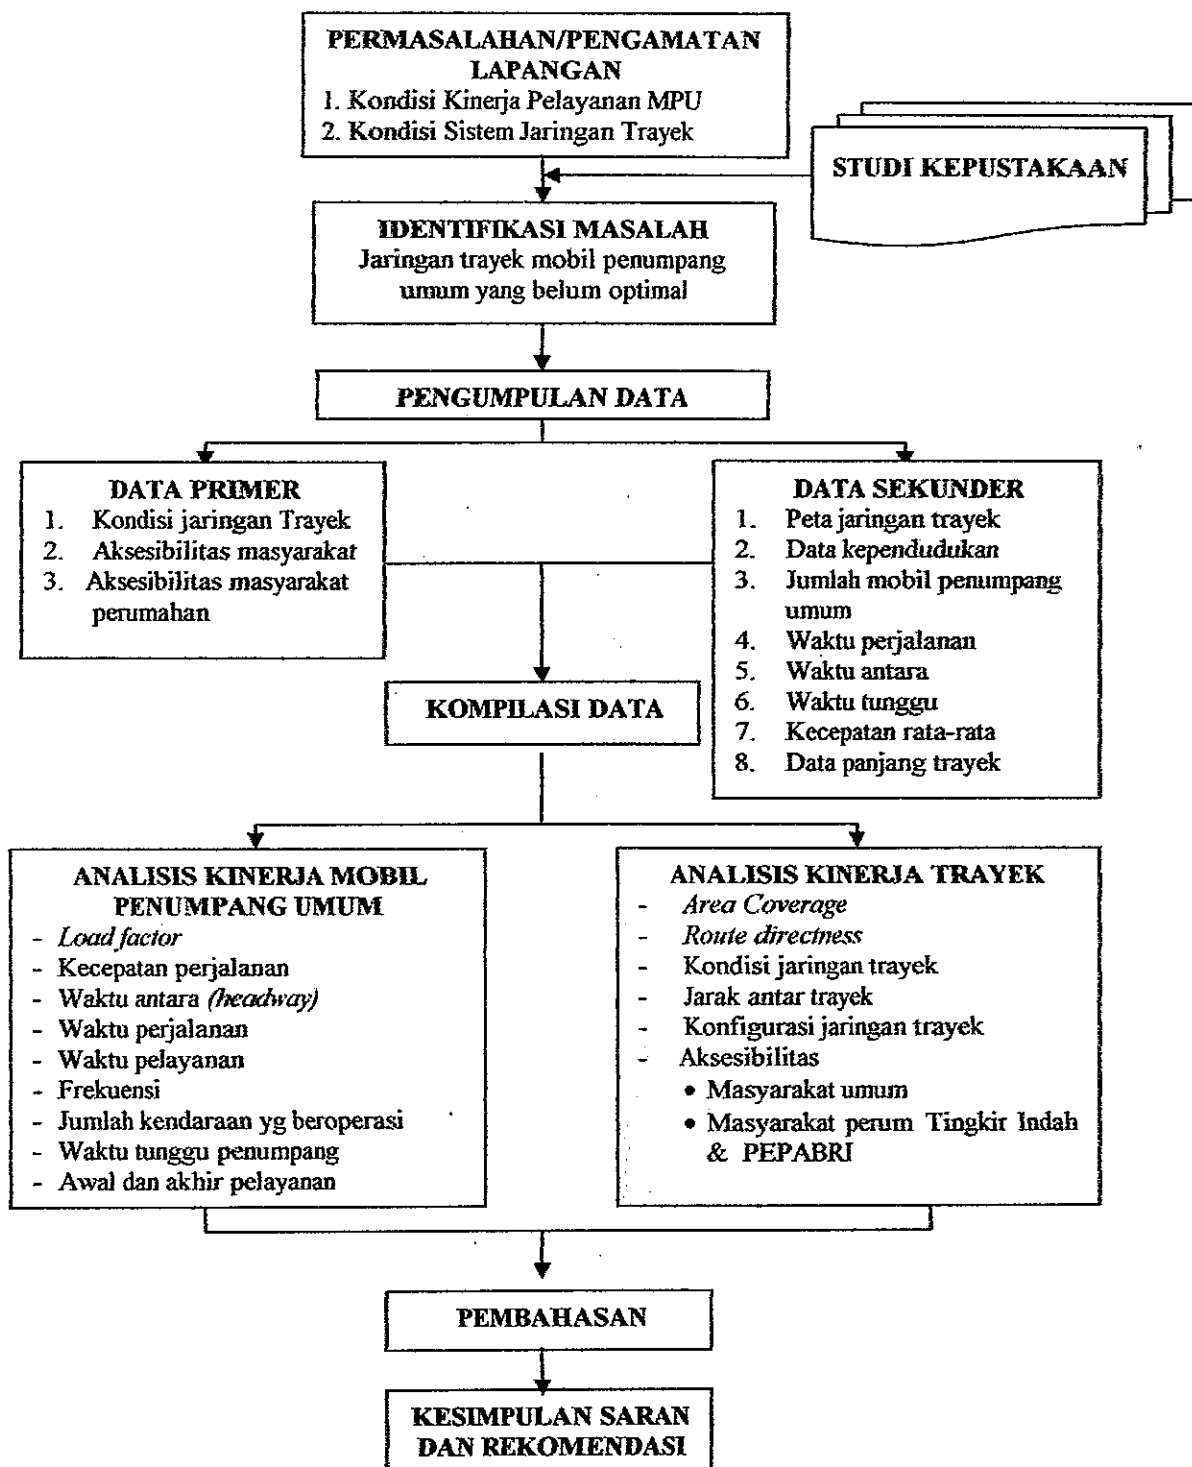 PERMASALAHAN/PENGAMATAN
LAPANGAN
1. Kondisi Kinerja Pelayanan MPU
2. Kondisi Sistem Jaringan Trayek
STUDI KEPUSTAKAAN
IDENTIFIKASI MASALAH
Jaringan trayek mobil penumpang
umum yang belum optimal
PENGUMPULAN DATA
DATA PRIMER
1. Kondisi jaringan Trayek
2. Aksesibilitas masyarakat
3. Aksesibilitas masyarakat
perumahan
DATA SEKUNDER
1. Peta jaringan trayek
2. Data kependudukan
3. Jumlah mobil penumpang
umum
4. Waktu perjalanan
5. Waktu antara
6. Waktu tunggu
7. Kecepatan rata-rata
8. Data panjang trayek
KOMPILASI DATA
ANALISIS KINERJA MOBIL
PENUMPANG UMUM
- Load factor
- Kecepatan perjalanan
- Waktu antara (headway)
- Waktu perjalanan
- Waktu pelayanan
- Frekuensi
- Jumlah kendaraan yg beroperasi
- Waktu tunggu penumpang
- Awal dan akhir pelayanan
ANALISIS KINERJA TRAYEK
- Area Coverage
- Route directness
- Kondisi jaringan trayek
- Jarak antar trayek
- Konfigurasi jaringan trayek
- Aksesibilitas
• Masyarakat umum
• Masyarakat perum Tingkir Indah
& PEPABRI
PEMBAHASAN
KESIMPULAN SARAN
DAN REKOMENDASI